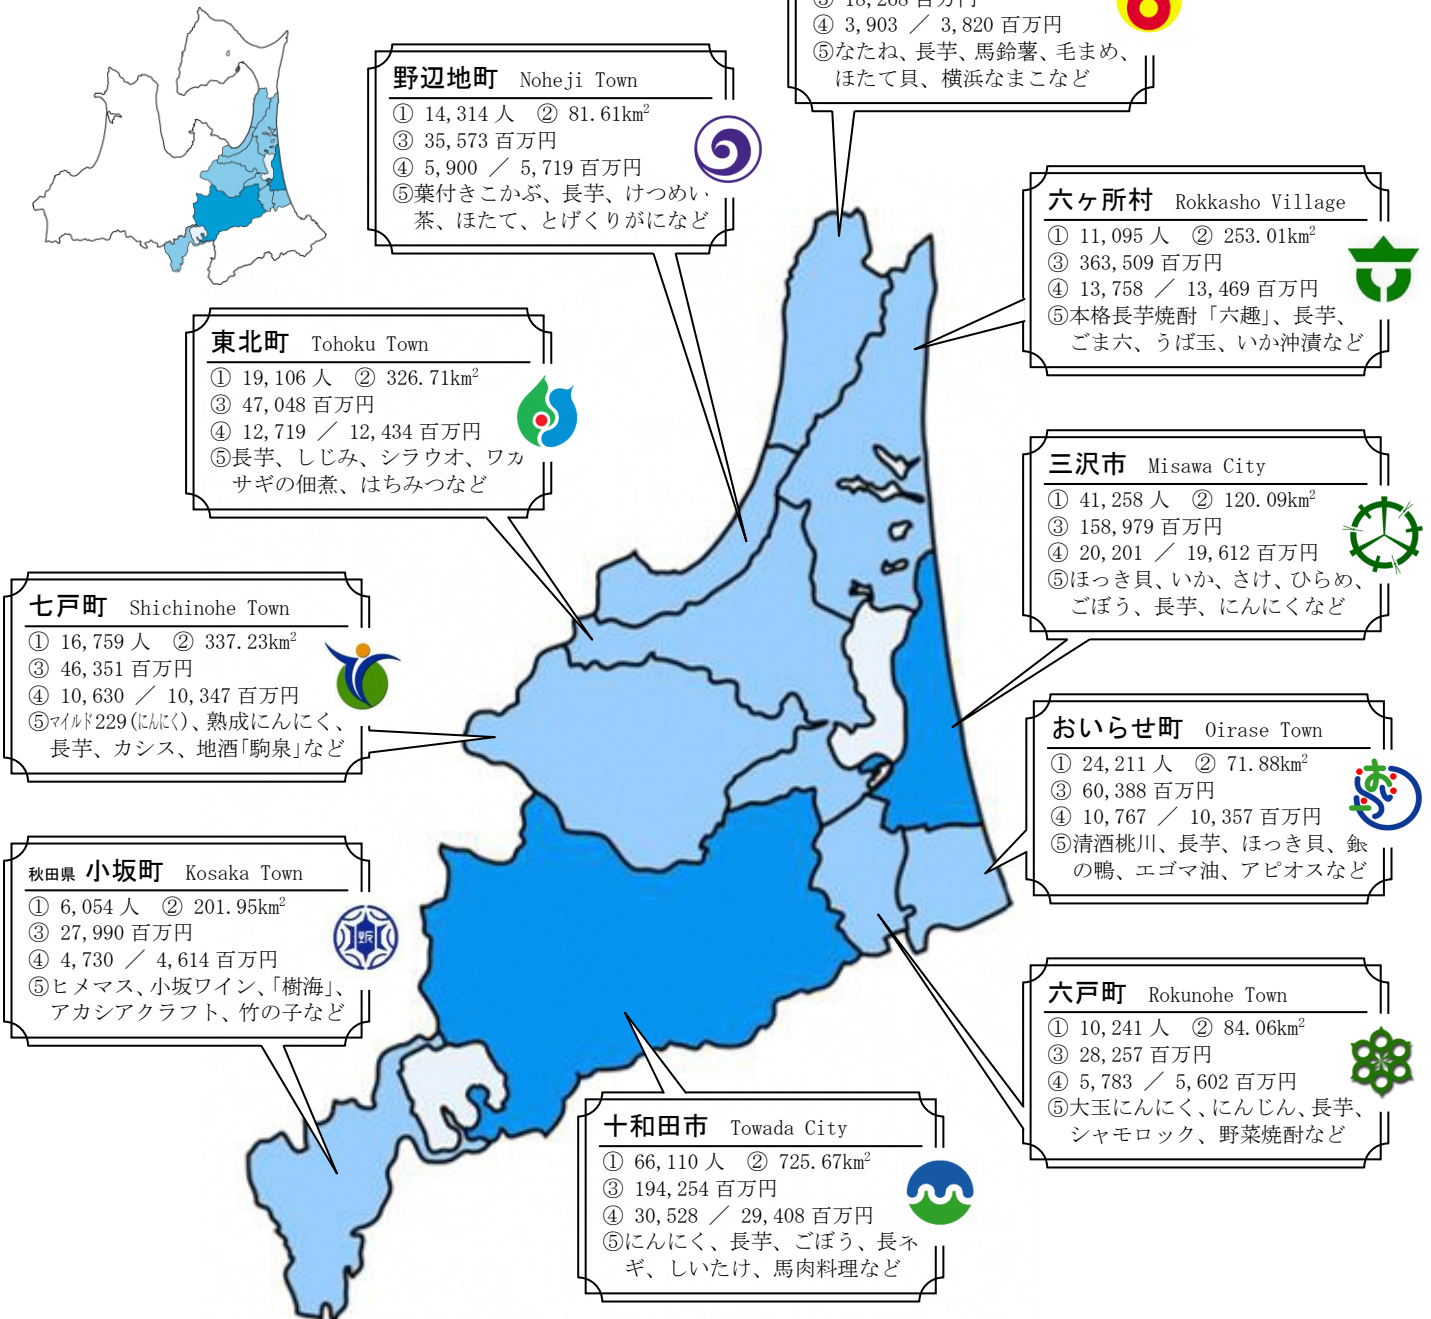 ④ 3,903 ／ 3,820 百万円
⑤なたね、長芋、馬鈴薯、毛まめ、
ほたて貝、横浜なまこなど
野辺地町 Noheji Town
① 14,314 人 ② 81.61km²
③ 35,573 百万円
④ 5,900 ／ 5,719 百万円
⑤葉付きこかぶ、長芋、けつめい
茶、ほたて、とげくりがになど
六ヶ所村 Rokkasho Village
① 11,095 人 ② 253.01km²
③ 363,509 百万円
④ 13,758 ／ 13,469 百万円
⑤本格長芋焼酎「六趣」、長芋、
ごま六、うば玉、いか沖漬など
東北町 Tohoku Town
① 19,106 人 ② 326.71km²
③ 47,048 百万円
④ 12,719 ／ 12,434 百万円
⑤長芋、しじみ、シラウオ、ワカ
サギの佃煮、はちみつなど
三沢市 Misawa City
① 41,258 人 ② 120.09km²
③ 158,979 百万円
④ 20,201 ／ 19,612 百万円
⑤ほっき貝、いか、さけ、ひらめ、
ごぼう、長芋、にんにくなど
七戸町 Shichinohe Town
① 16,759 人 ② 337.23km²
③ 46,351 百万円
④ 10,630 ／ 10,347 百万円
⑤マイルド229(にんにく)、熟成にんにく、
長芋、カシス、地酒「駒泉」など
おいらせ町 Oirase Town
① 24,211 人 ② 71.88km²
③ 60,388 百万円
④ 10,767 ／ 10,357 百万円
⑤清酒桃川、長芋、ほっき貝、銀
の鴨、エゴマ油、アピオスなど
秋田県 小坂町 Kosaka Town
① 6,054 人 ② 201.95km²
③ 27,990 百万円
④ 4,730 ／ 4,614 百万円
⑤ヒメマス、小坂ワイン、「樹海」、
アカシアクラフト、竹の子など
六戸町 Rokunohe Town
① 10,241 人 ② 84.06km²
③ 28,257 百万円
④ 5,783 ／ 5,602 百万円
⑤大玉にんにく、にんじん、長芋、
シャモロック、野菜焼酎など
十和田市 Towada City
① 66,110 人 ② 725.67km²
③ 194,254 百万円
④ 30,528 ／ 29,408 百万円
⑤にんにく、長芋、ごぼう、長ネ
ギ、しいたけ、馬肉料理など